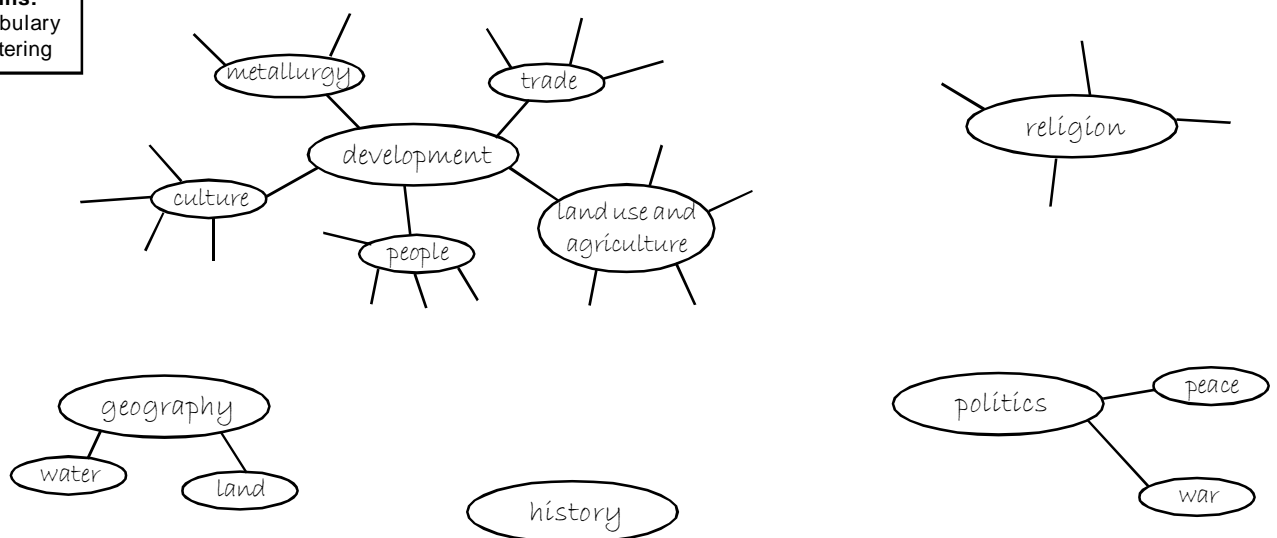 metallurgy
trade
religion
development
culture
land use and
agriculture
people
geography
politics
peace
water
land
war
history